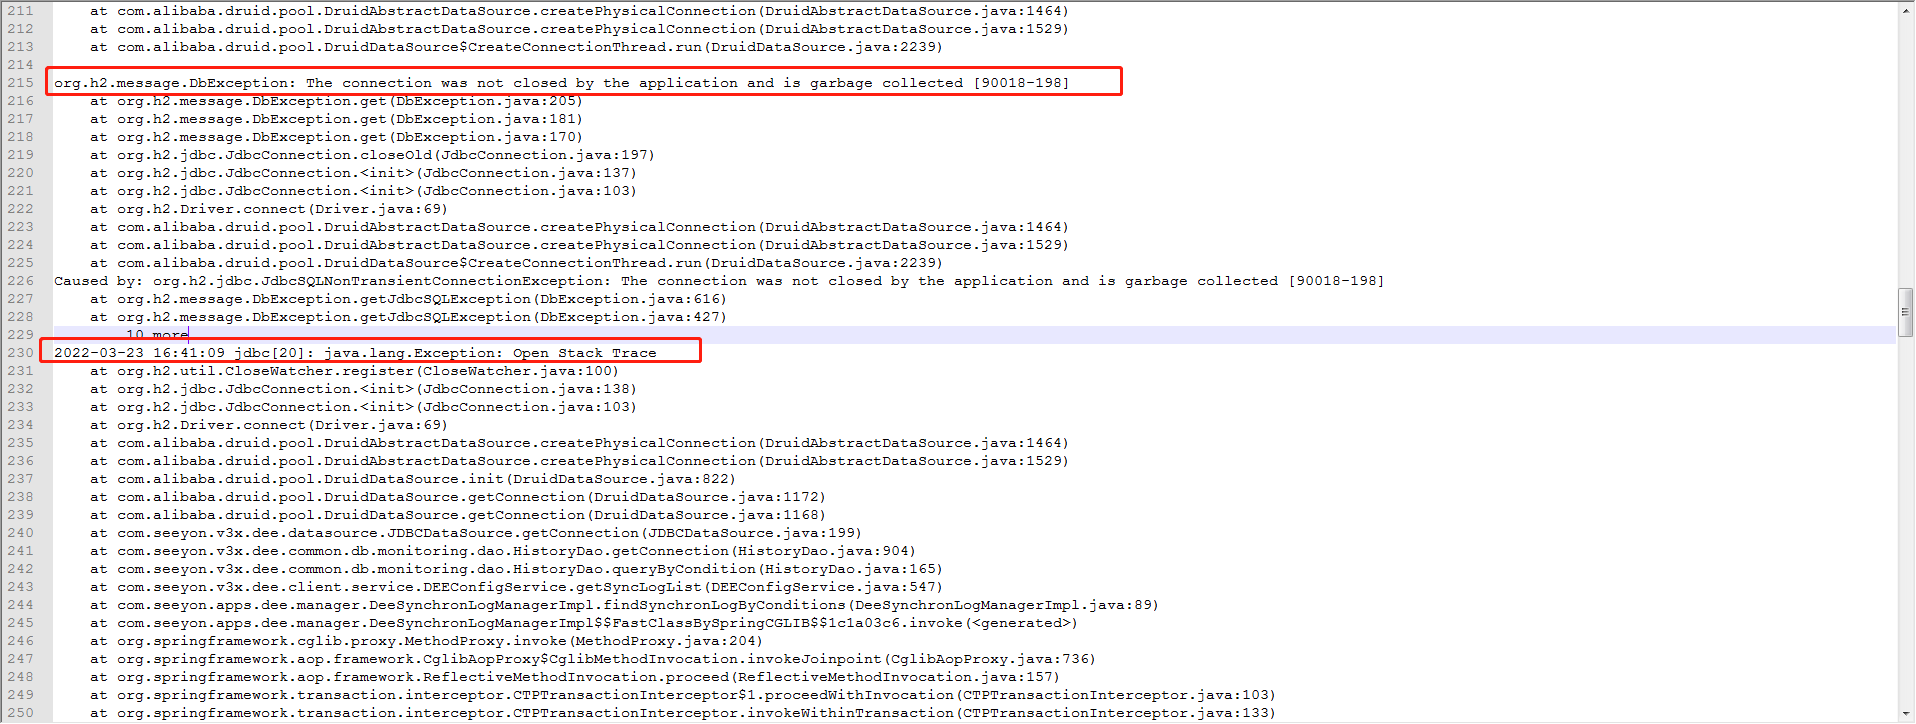 211 at com.alibaba.druid.pool.DruidAbstractDataSource.createPhysicalConnection(DruidAbstractDataSource.java:1464)
212 at com.alibaba.druid.pool.DruidAbstractDataSource.createPhysicalConnection(DruidAbstractDataSource.java:1529)
213 at com.alibaba.druid.pool.DruidDataSource$CreateConnectionThread.run(DruidDataSource.java:2239)
214
215 org.h2.message.DbException: The connection was not closed by the application and is garbage collected [90018-198]
216 at org.h2.message.DbException.get(DbException.java:205)
217 at org.h2.message.DbException.get(DbException.java:181)
218 at org.h2.message.DbException.get(DbException.java:170)
219 at org.h2.jdbc.JdbcConnection.closeOld(JdbcConnection.java:197)
220 at org.h2.jdbc.JdbcConnection.<init>(JdbcConnection.java:137)
221 at org.h2.jdbc.JdbcConnection.<init>(JdbcConnection.java:103)
222 at org.h2.Driver.connect(Driver.java:69)
223 at com.alibaba.druid.pool.DruidAbstractDataSource.createPhysicalConnection(DruidAbstractDataSource.java:1464)
224 at com.alibaba.druid.pool.DruidAbstractDataSource.createPhysicalConnection(DruidAbstractDataSource.java:1529)
225 at com.alibaba.druid.pool.DruidDataSource$CreateConnectionThread.run(DruidDataSource.java:2239)
226 Caused by: org.h2.jdbc.JdbcSQLNonTransientConnectionException: The connection was not closed by the application and is garbage collected [90018-198]
227 at org.h2.message.DbException.getJdbcSQLException(DbException.java:616)
228 at org.h2.message.DbException.getJdbcSQLException(DbException.java:427)
229 10 more
230 2022-03-23 16:41:09 jdbc[20]: java.lang.Exception: Open Stack Trace
231 at org.h2.util.CloseWatcher.register(CloseWatcher.java:100)
232 at org.h2.jdbc.JdbcConnection.<init>(JdbcConnection.java:138)
233 at org.h2.jdbc.JdbcConnection.<init>(JdbcConnection.java:103)
234 at org.h2.Driver.connect(Driver.java:69)
235 at com.alibaba.druid.pool.DruidAbstractDataSource.createPhysicalConnection(DruidAbstractDataSource.java:1464)
236 at com.alibaba.druid.pool.DruidAbstractDataSource.createPhysicalConnection(DruidAbstractDataSource.java:1529)
237 at com.alibaba.druid.pool.DruidDataSource.init(DruidDataSource.java:822)
238 at com.alibaba.druid.pool.DruidDataSource.getConnection(DruidDataSource.java:1172)
239 at com.alibaba.druid.pool.DruidDataSource.getConnection(DruidDataSource.java:1168)
240 at com.seeyon.v3x.dee.datasource.JDBCDataSource.getConnection(JDBCDataSource.java:199)
241 at com.seeyon.v3x.dee.common.db.monitoring.dao.HistoryDao.getConnection(HistoryDao.java:904)
242 at com.seeyon.v3x.dee.common.db.monitoring.dao.HistoryDao.queryByCondition(HistoryDao.java:165)
243 at com.seeyon.v3x.dee.client.service.DEEConfigService.getSyncLogList(DEEConfigService.java:547)
244 at com.seeyon.apps.dee.manager.DeeSynchronLogManagerImpl.findSynchronLogByConditions(DeeSynchronLogManagerImpl.java:89)
245 at com.seeyon.apps.dee.manager.DeeSynchronLogManagerImpl$$FastClassBySpringCGLIB$$1c1a03c6.invoke(<generated>)
246 at org.springframework.cglib.proxy.MethodProxy.invoke(MethodProxy.java:204)
247 at org.springframework.aop.framework.CglibAopProxy$CglibMethodInvocation.invokeJoinpoint(CglibAopProxy.java:736)
248 at org.springframework.aop.framework.ReflectiveMethodInvocation.proceed(ReflectiveMethodInvocation.java:157)
249 at org.springframework.transaction.interceptor.CTPTransactionInterceptor$1.proceedWithInvocation(CTPTransactionInterceptor.java:103)
250 at org.springframework.transaction.interceptor.CTPTransactionInterceptor.invokeWithinTransaction(CTPTransactionInterceptor.java:133)